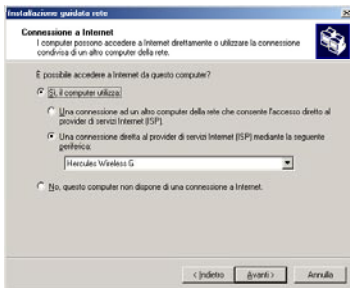 Installazione guidata rete
Connessione a Internet
I computer possono accedere a Internet direttamente o utilizzare la connessione
condivisa di un altro computer della rete.
È possibile accedere a Internet da questo computer?
Sì, il computer utilizza:
Una connessione ad un altro computer della rete che consente l'accesso diretto al
provider di servizi Internet (ISP).
Una connessione diretta al provider di servizi Internet (ISP) mediante la seguente
periferica:
Hercules Wireless G
No, questo computer non dispone di una connessione a Internet.
< Indietro
Avanti >
Annulla